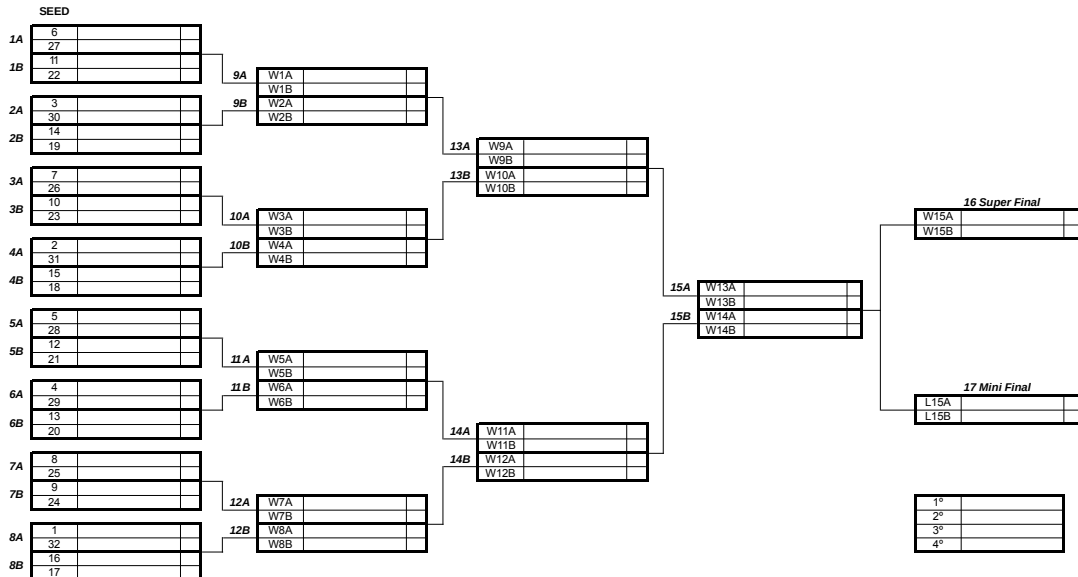 SEED
1A 6
27
1B 11
22
2A 3
30
2B 14
19
3A 7
26
3B 10
23
4A 2
31
4B 15
18
5A 5
28
5B 12
21
6A 4
29
6B 13
20
7A 8
25
7B 9
24
8A 1
32
8B 16
17
9A W1A
W1B
9B W2A
W2B
10A W3A
W3B
10B W4A
W4B
11A W5A
W5B
11B W6A
W6B
12A W7A
W7B
12B W8A
W8B
13A W9A
W9B
13B W10A
W10B
14A W11A
W11B
14B W12A
W12B
15A W13A
W13B
15B W14A
W14B
16 Super Final
W15A
W15B
17 Mini Final
L15A
L15B
1º
2º
3º
4º